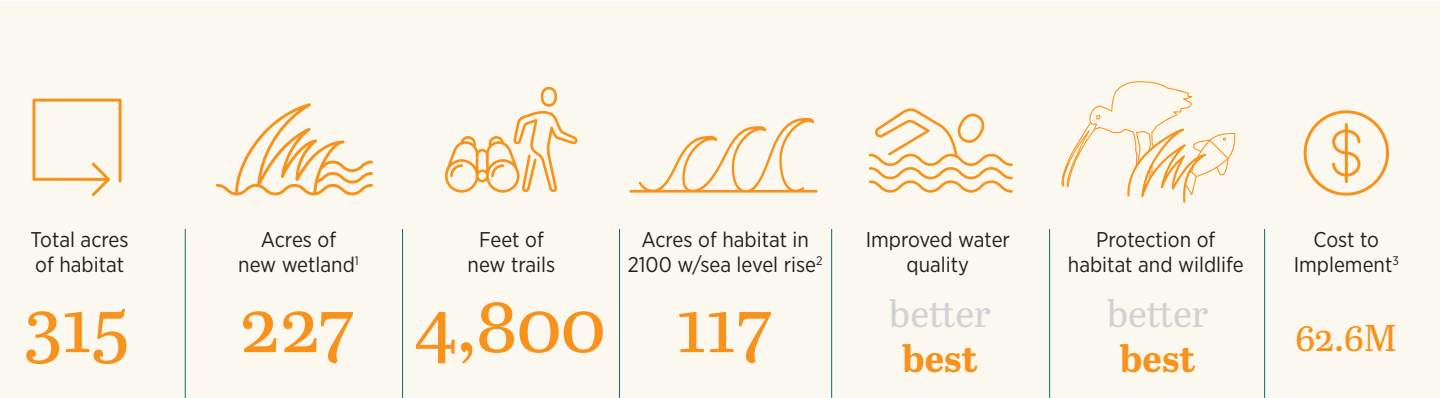 Total acres
of habitat
315
Acres of
new wetland¹
227
Feet of
new trails
4,800
Acres of habitat in
2100 w/sea level rise²
117
Improved water
quality
better
best
Protection of
habitat and wildlife
better
best
$
Cost to
Implement³
62.6M